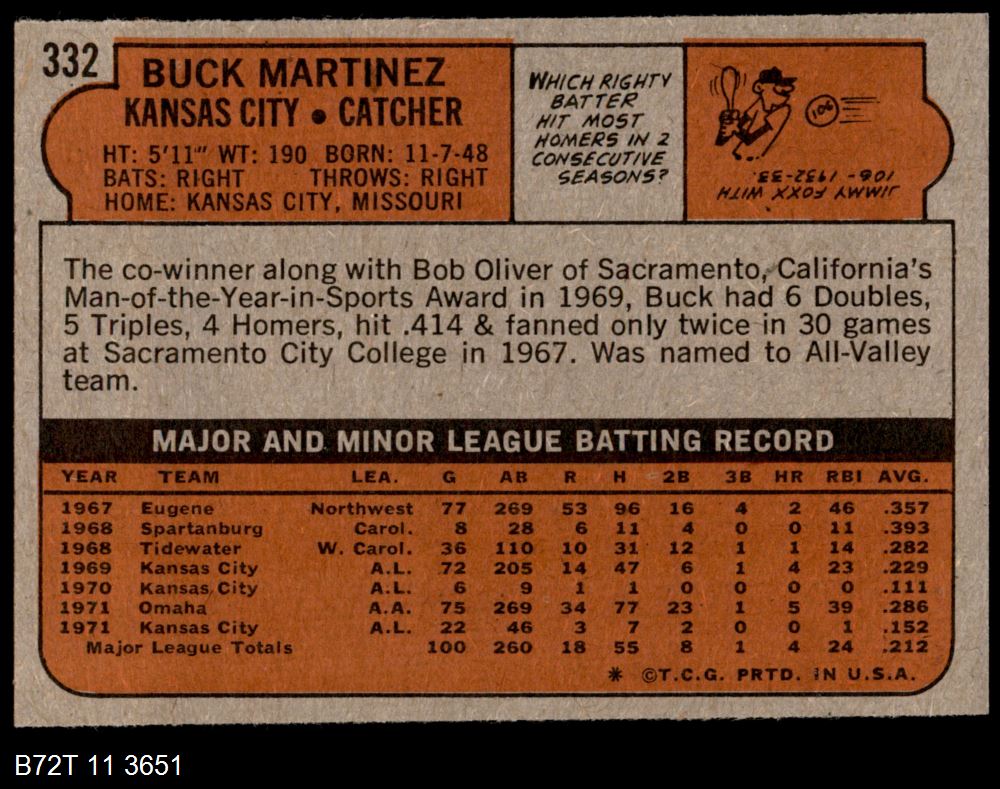 332
BUCK MARTINEZ
KANSAS CITY • CATCHER
HT: 5'11" WT: 190 BORN: 11-7-48
BATS: RIGHT THROWS: RIGHT
HOME: KANSAS CITY, MISSOURI
WHICH RIGHTY
BATTER
HIT MOST
HOMERS IN 2
CONSECUTIVE
SEASONS?
106
JIMMY FOXX WITH
106 - 1932-33.
The co-winner along with Bob Oliver of Sacramento, California's
Man-of-the-Year-in-Sports Award in 1969, Buck had 6 Doubles,
5 Triples, 4 Homers, hit .414 & fanned only twice in 30 games
at Sacramento City College in 1967. Was named to All-Valley
team.
MAJOR AND MINOR LEAGUE BATTING RECORD
YEAR TEAM LEA. G AB R H 2B 3B HR RBI AVG.
1967 Eugene Northwest 77 269 53 96 16 4 2 46 .357
1968 Spartanburg Carol. 8 28 6 11 4 0 0 11 .393
1968 Tidewater W. Carol. 36 110 10 31 12 1 1 14 .282
1969 Kansas City A.L. 72 205 14 47 6 1 4 23 .229
1970 Kansas City A.L. 6 9 1 1 0 0 0 0 .111
1971 Omaha A.A. 75 269 34 77 23 1 5 39 .286
1971 Kansas City A.L. 22 46 3 7 2 0 0 1 .152
Major League Totals 100 260 18 55 8 1 4 24 .212
* ©T.C.G. PRTD. IN U.S.A.
B72T 11 3651